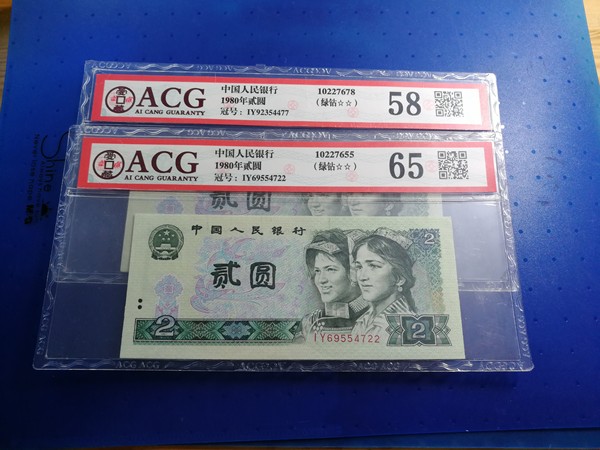 ACG
AI CANG GUARANTY
中国人民银行
1980年贰圆
冠号: IY92354477
10227678
(绿钻☆☆)
58
ACG
AI CANG GUARANTY
中国人民银行
1980年贰圆
冠号: IY69554722
10227655
(绿钻☆☆)
65
贰圆
2
中国人民银行
贰圆
2
2
2
IY69554722
Shine